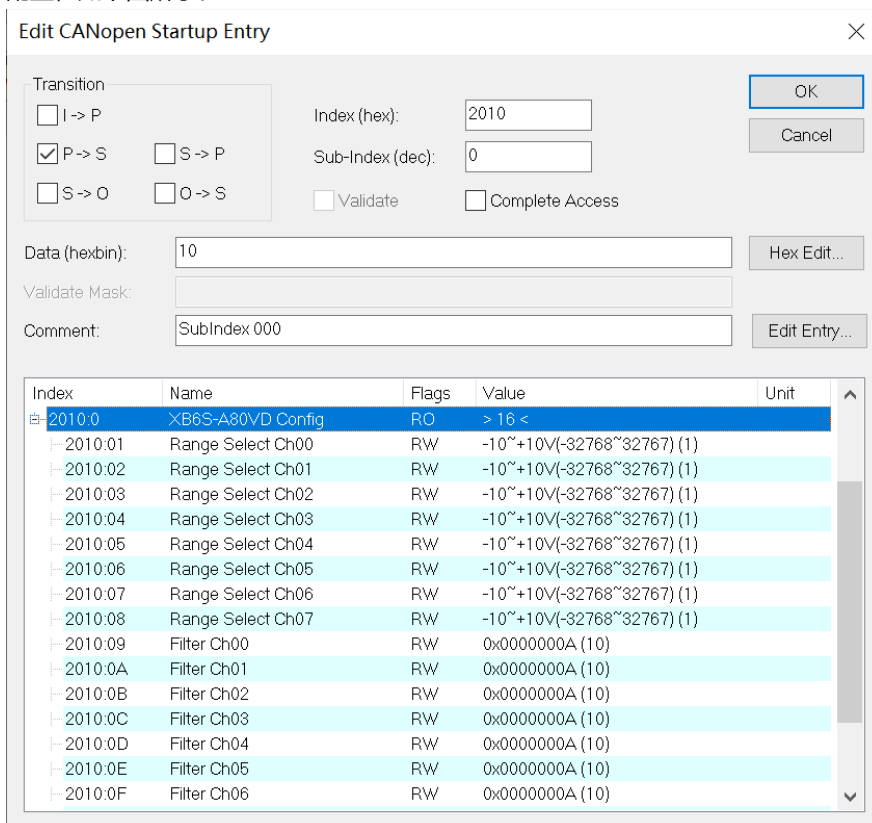 Edit CANopen Startup Entry
Transition
I -> P
P -> S
S -> P
S -> O
O -> S
Index (hex):
2010
Sub-Index (dec):
0
Validate
Complete Access
OK
Cancel
Data (hexbin):
10
Hex Edit...
Validate Mask:
Comment:
SubIndex 000
Edit Entry...
Index Name Flags Value Unit
2010:0 XB6S-A80VD Config RO > 16 <
2010:01 Range Select Ch00 RW -10~+10V(-32768~32767) (1)
2010:02 Range Select Ch01 RW -10~+10V(-32768~32767) (1)
2010:03 Range Select Ch02 RW -10~+10V(-32768~32767) (1)
2010:04 Range Select Ch03 RW -10~+10V(-32768~32767) (1)
2010:05 Range Select Ch04 RW -10~+10V(-32768~32767) (1)
2010:06 Range Select Ch05 RW -10~+10V(-32768~32767) (1)
2010:07 Range Select Ch06 RW -10~+10V(-32768~32767) (1)
2010:08 Range Select Ch07 RW -10~+10V(-32768~32767) (1)
2010:09 Filter Ch00 RW 0x0000000A (10)
2010:0A Filter Ch01 RW 0x0000000A (10)
2010:0B Filter Ch02 RW 0x0000000A (10)
2010:0C Filter Ch03 RW 0x0000000A (10)
2010:0D Filter Ch04 RW 0x0000000A (10)
2010:0E Filter Ch05 RW 0x0000000A (10)
2010:0F Filter Ch06 RW 0x0000000A (10)